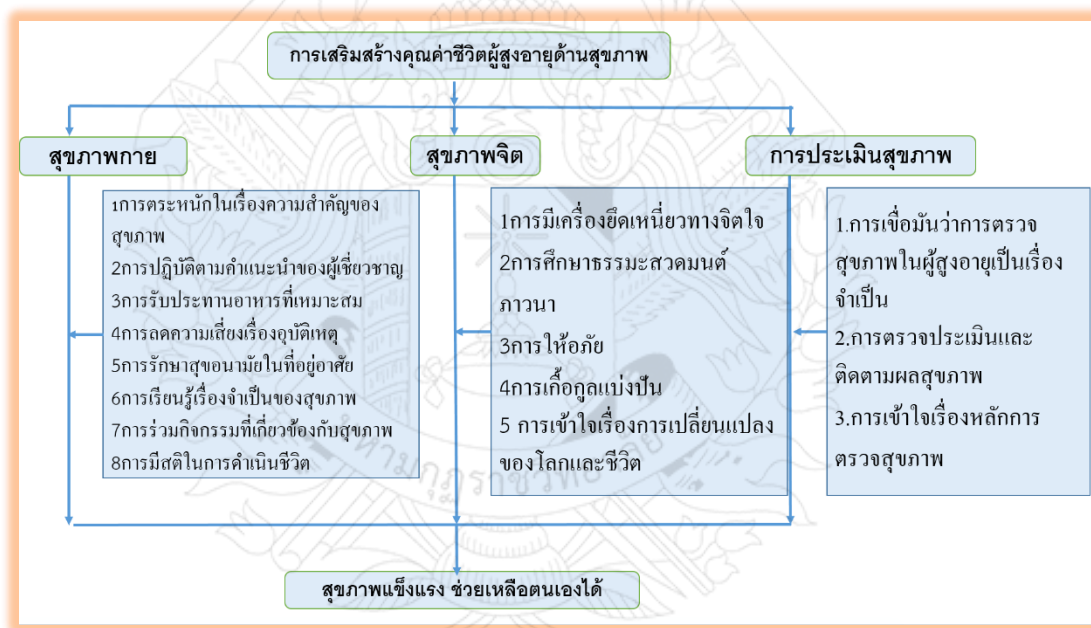 การเสริมสร้างคุณค่าชีวิตผู้สูงอายุด้านสุขภาพ
สุขภาพกาย
สุขภาพจิต
การประเมินสุขภาพ
1การตระหนักในเรื่องความสำคัญของ
สุขภาพ
2การปฏิบัติตามคำแนะนำของผู้เชี่ยวชาญ
3การรับประทานอาหารที่เหมาะสม
4การลดความเสี่ยงเรื่องอุบัติเหตุ
5การรักษาสุขอนามัยในที่อยู่อาศัย
6การเรียนรู้เรื่องจำเป็นของสุขภาพ
7การร่วมกิจกรรมที่เกี่ยวข้องกับสุขภาพ
8การมีสติในการดำเนินชีวิต
1การมีเครื่องยึดเหนี่ยวทางจิตใจ
2การศึกษาธรรมะสวดมนต์
ภาวนา
3การให้อภัย
4การเกื้อกูลแบ่งปัน
5 การเข้าใจเรื่องการเปลี่ยนแปลง
ของโลกและชีวิต
1.การเชื่อมันว่าการตรวจ
สุขภาพในผู้สูงอายุเป็นเรื่อง
จำเป็น
2.การตรวจประเมินและ
ติดตามผลสุขภาพ
3.การเข้าใจเรื่องหลักการ
ตรวจสุขภาพ
สุขภาพแข็งแรง ช่วยเหลือตนเองได้